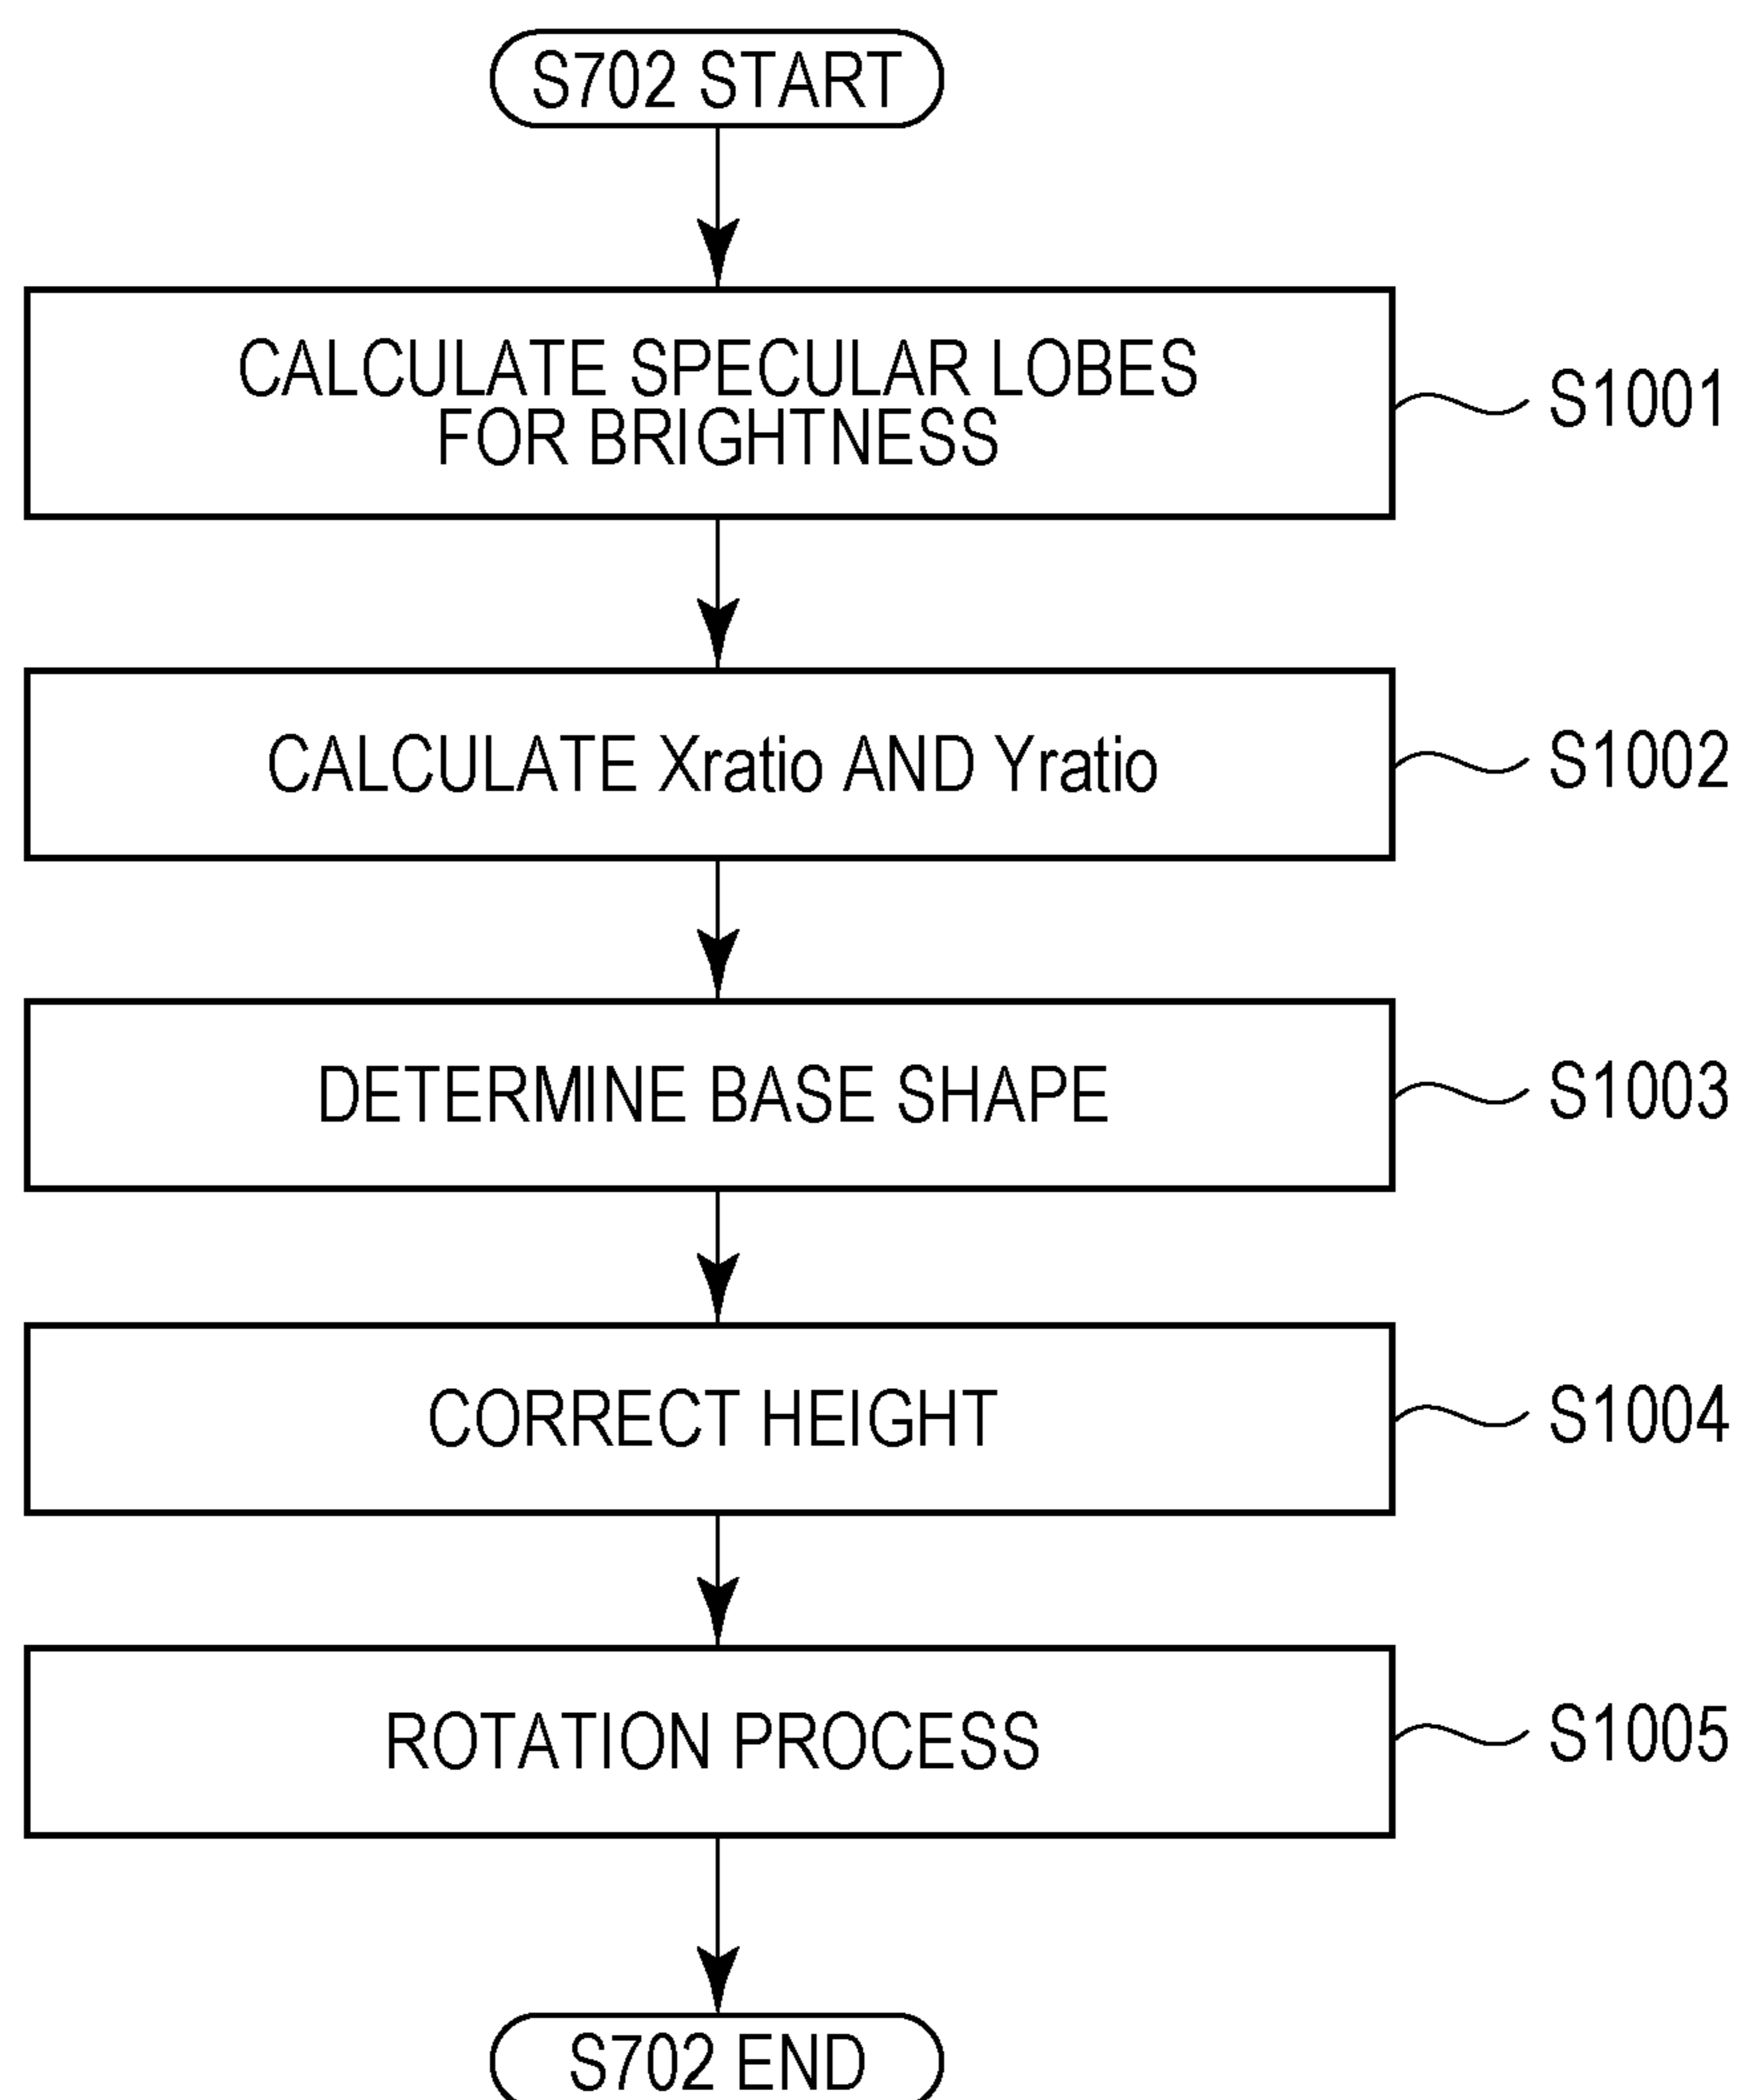 S702 START
CALCULATE SPECULAR LOBES
FOR BRIGHTNESS
S1001
CALCULATE Xratio AND Yratio
S1002
DETERMINE BASE SHAPE
S1003
CORRECT HEIGHT
S1004
ROTATION PROCESS
S1005
S702 END